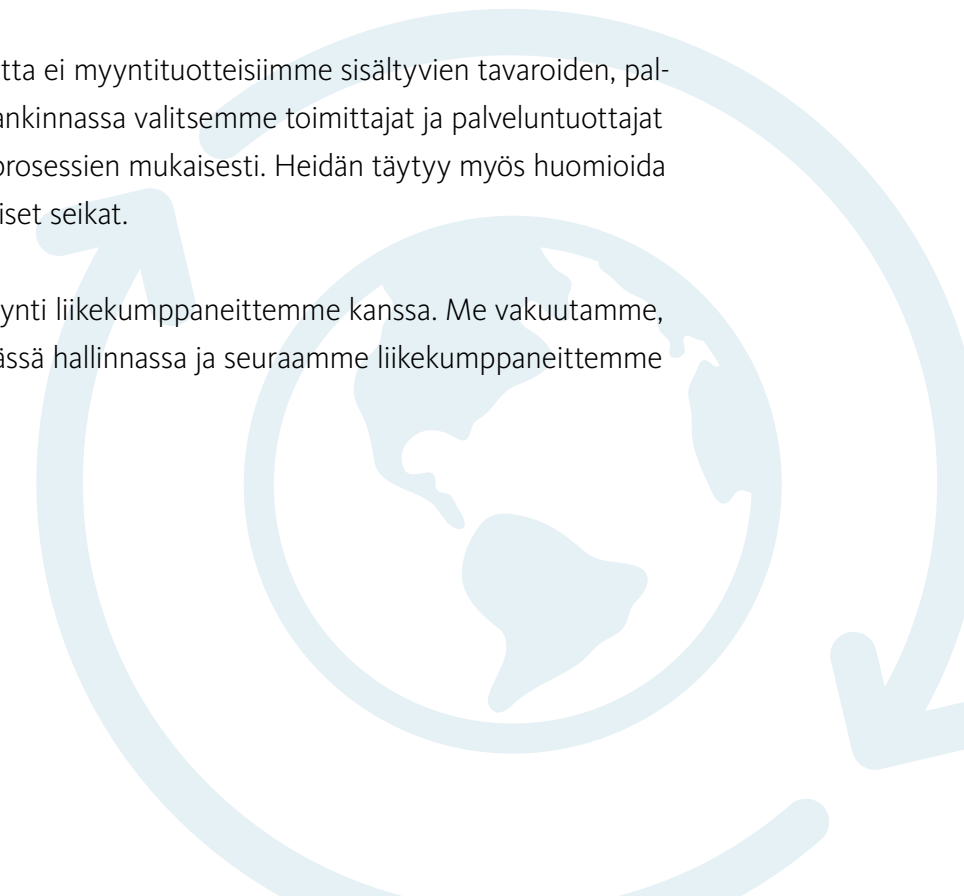 tta ei myyntituotteisiimme sisältyvien tavaroiden, pal-
ankinnassa valitsemme toimittajat ja palveluntuottajat
prosessien mukaisesti. Heidän täytyy myös huomioida
iset seikat.
ynti liikekumppaneittemme kanssa. Me vakuutamme,
ässä hallinnassa ja seuraamme liikekumppaneittemme